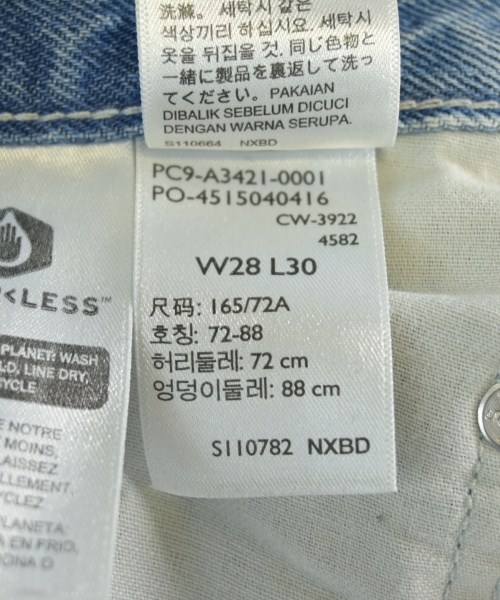 洗滌。 세탁시 같은
색상끼리 하십시요. 세탁시
옷을 뒤집을 것. 同じ色物と
一緒に製品を裏返して洗っ
てください。 PAKAIAN
DIBALIK SEBELUM DICUCI
DENGAN WARNA SERUPA.
S110664 NXBD
PC9-A3421-0001
PO-4515040416
CW-3922
4582
W28 L30
尺码: 165/72A
호칭: 72-88
허리둘레: 72 cm
엉덩이둘레: 88 cm
S110782 NXBD
<LESS™
PLANET: WASH
LD, LINE DRY,
YCLE
E NOTRE
MOINS,
LAISSEZ
LLEMENT,
CYCLEZ
PLANETA:
A EN FRIO,
DONA O